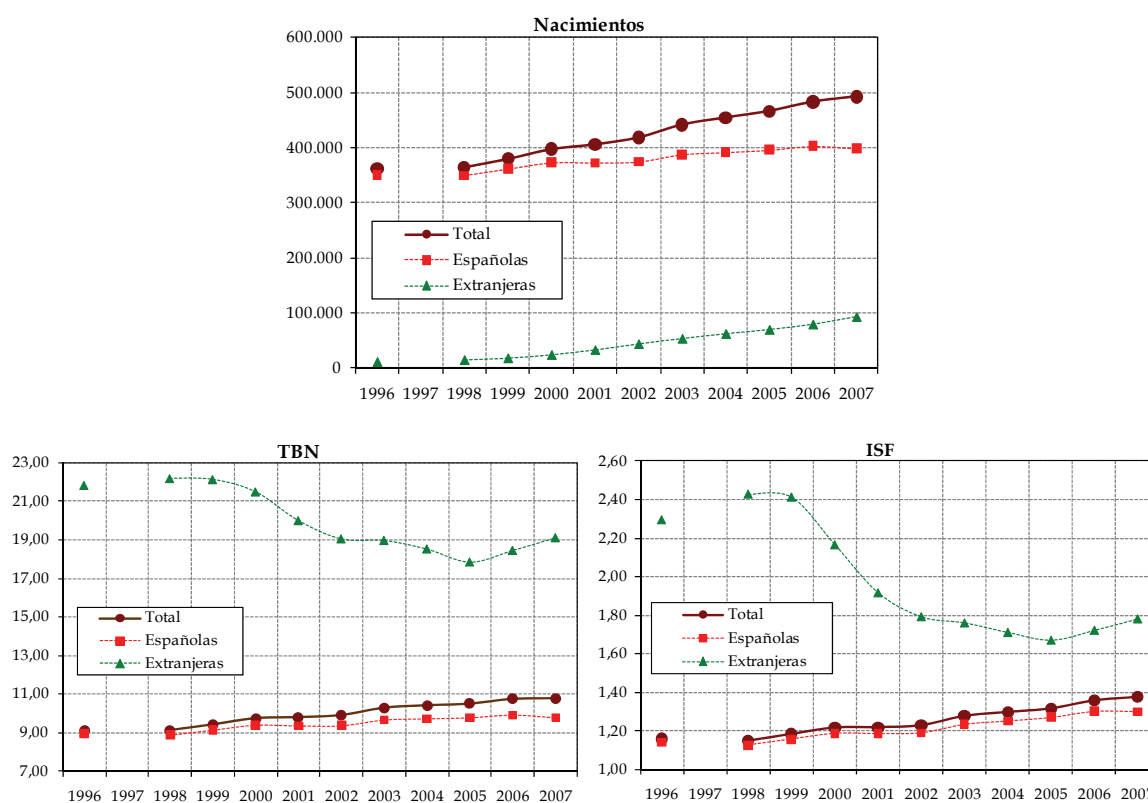 Nacimientos
600.000
500.000
400.000
300.000
200.000
100.000
0
Total
Españolas
Extranjeras
1996 1997 1998 1999 2000 2001 2002 2003 2004 2005 2006 2007
TBN
23,00
21,00
19,00
17,00
15,00
13,00
11,00
9,00
7,00
Total
Españolas
Extranjeras
1996 1997 1998 1999 2000 2001 2002 2003 2004 2005 2006 2007
ISF
2,60
2,40
2,20
2,00
1,80
1,60
1,40
1,20
1,00
Total
Españolas
Extranjeras
1996 1997 1998 1999 2000 2001 2002 2003 2004 2005 2006 2007